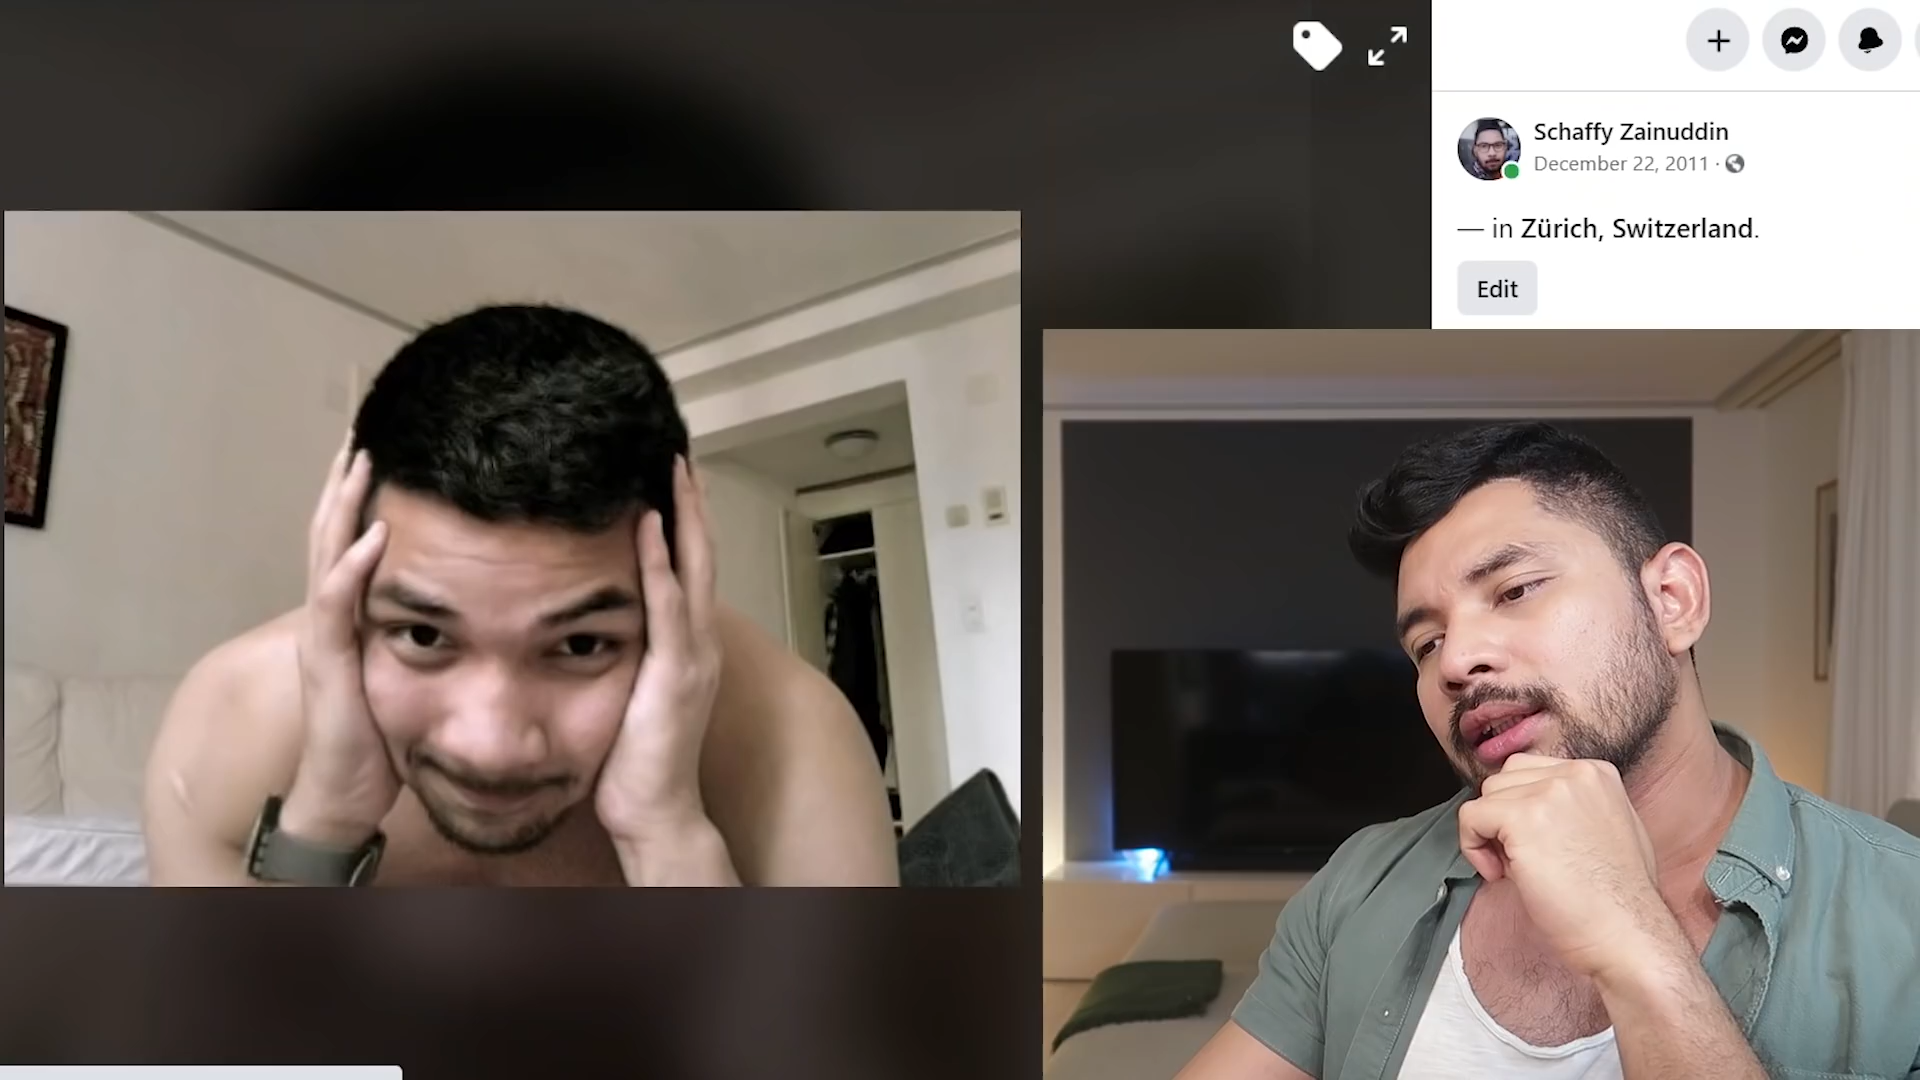 Schaffy Zainuddin
December 22, 2011 ·
— in Zürich, Switzerland.
Edit